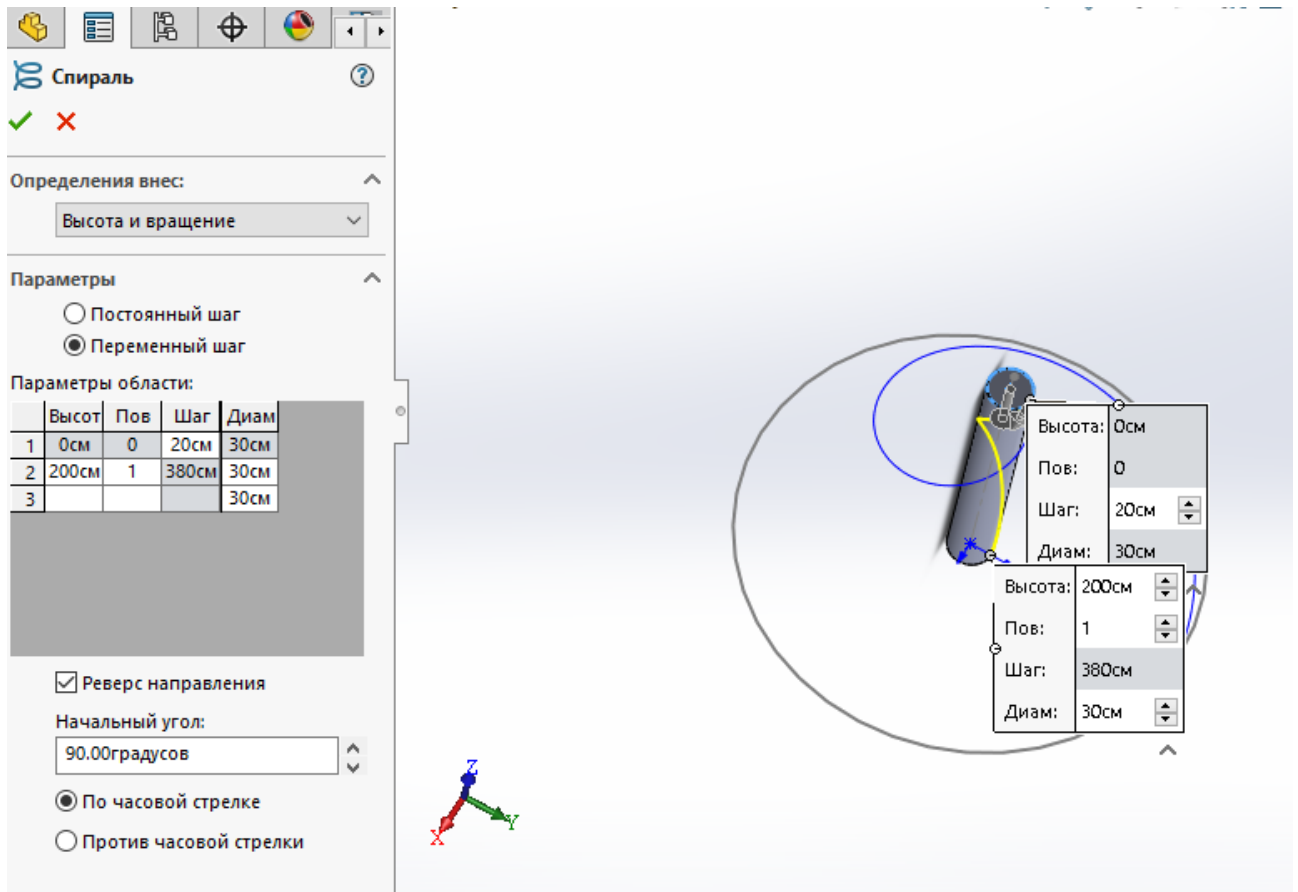 Спираль
Определения внес:
Высота и вращение
Параметры
Постоянный шаг
Переменный шаг
Параметры области:
Высот Пов Шаг Диам
1 0см 0 20см 30см
2 200см 1 380см 30см
3 30см
Реверс направления
Начальный угол:
90.00градусов
По часовой стрелке
Против часовой стрелки
Высота: 0см
Пов: 0
Шаг: 20см
Диам: 30см
Высота: 200см
Пов: 1
Шаг: 380см
Диам: 30см
Z
X
Y